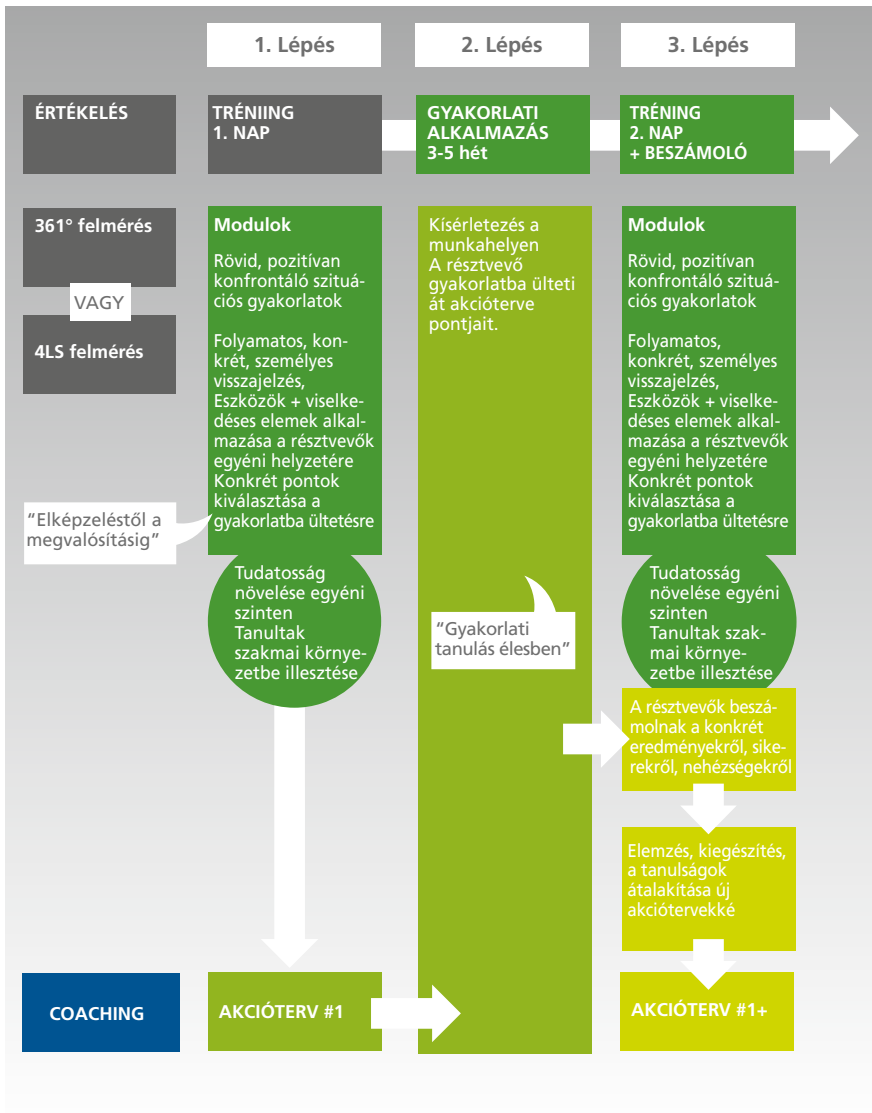 1. Lépés
2. Lépés
3. Lépés
ÉRTÉKELÉS
TRÉNIING
1. NAP
GYAKORLATI
ALKALMAZÁS
3-5 hét
TRÉNING
2. NAP
+ BESZÁMOLÓ
361° felmérés
VAGY
4LS felmérés
"Elképzeléstől a
megvalósításig"
COACHING
Modulok
Rövid, pozitívan
konfrontáló szituá-
ciós gyakorlatok
Folyamatos, kon-
krét, személyes
visszajelzés,
Eszközök + viselke-
déses elemek alkal-
mazása a résztvevők
egyéni helyzetére
Konkrét pontok
kiválasztása a
gyakorlatba ültetésre
Tudatosság
növelése egyéni
szinten
Tanultak
szakmai környe-
zetbe illesztése
AKCIÓTERV #1
Kísérletezés a
munkahelyen
A résztvevő
gyakorlatba ülteti
át akcióterve
pontjait.
"Gyakorlati
tanulás élesben"
Modulok
Rövid, pozitívan
konfrontáló szituá-
ciós gyakorlatok
Folyamatos,
konkrét, személyes
visszajelzés,
Eszközök + viselke-
déses elemek alkal-
mazása a résztvevők
egyéni helyzetére
Konkrét pontok
kiválasztása a
gyakorlatba ültetésre
Tudatosság
növelése egyéni
szinten
Tanultak szak-
mai környe-
zetbe illesztése
A résztvevők beszá-
molnak a konkrét
eredményekről, sike-
rekről, nehézségekről
Elemzés, kiegészítés,
a tanulságok
átalakítása új
akciótervekké
AKCIÓTERV #1+